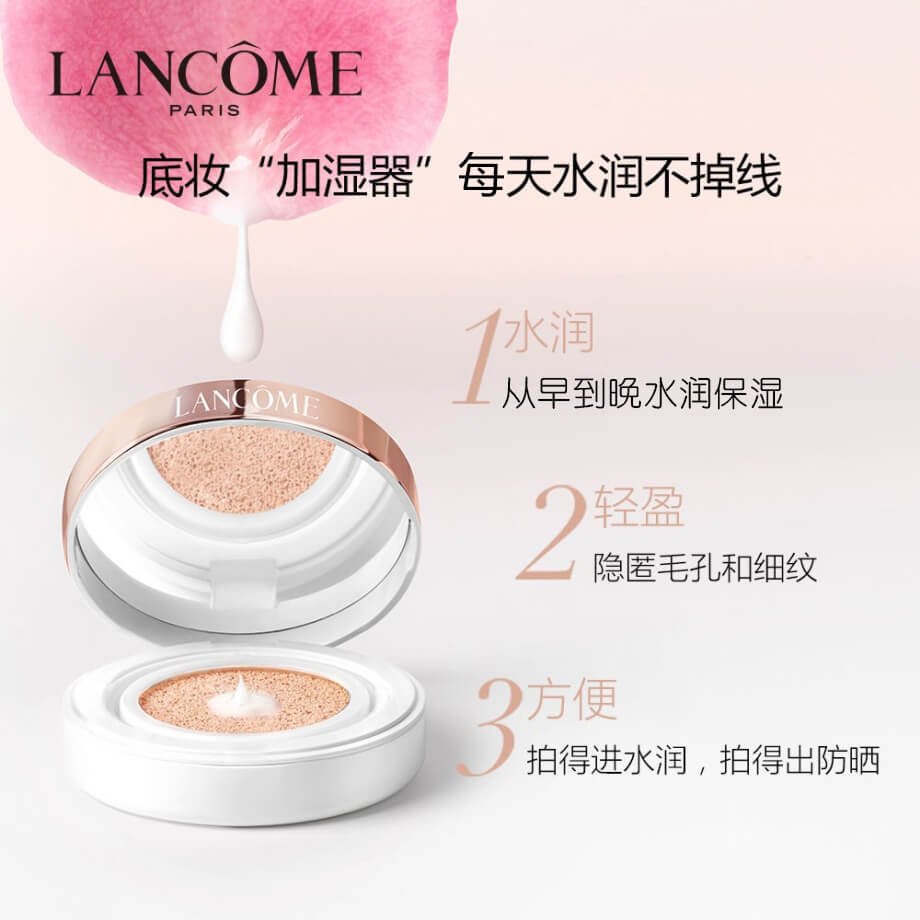 LANCÔME
PARIS
底妆“加湿器”每天水润不掉线
1 水润
从早到晚水润保湿
LANCÔME
2 轻盈
隐匿毛孔和细纹
3 方便
拍得进水润，拍得出防晒